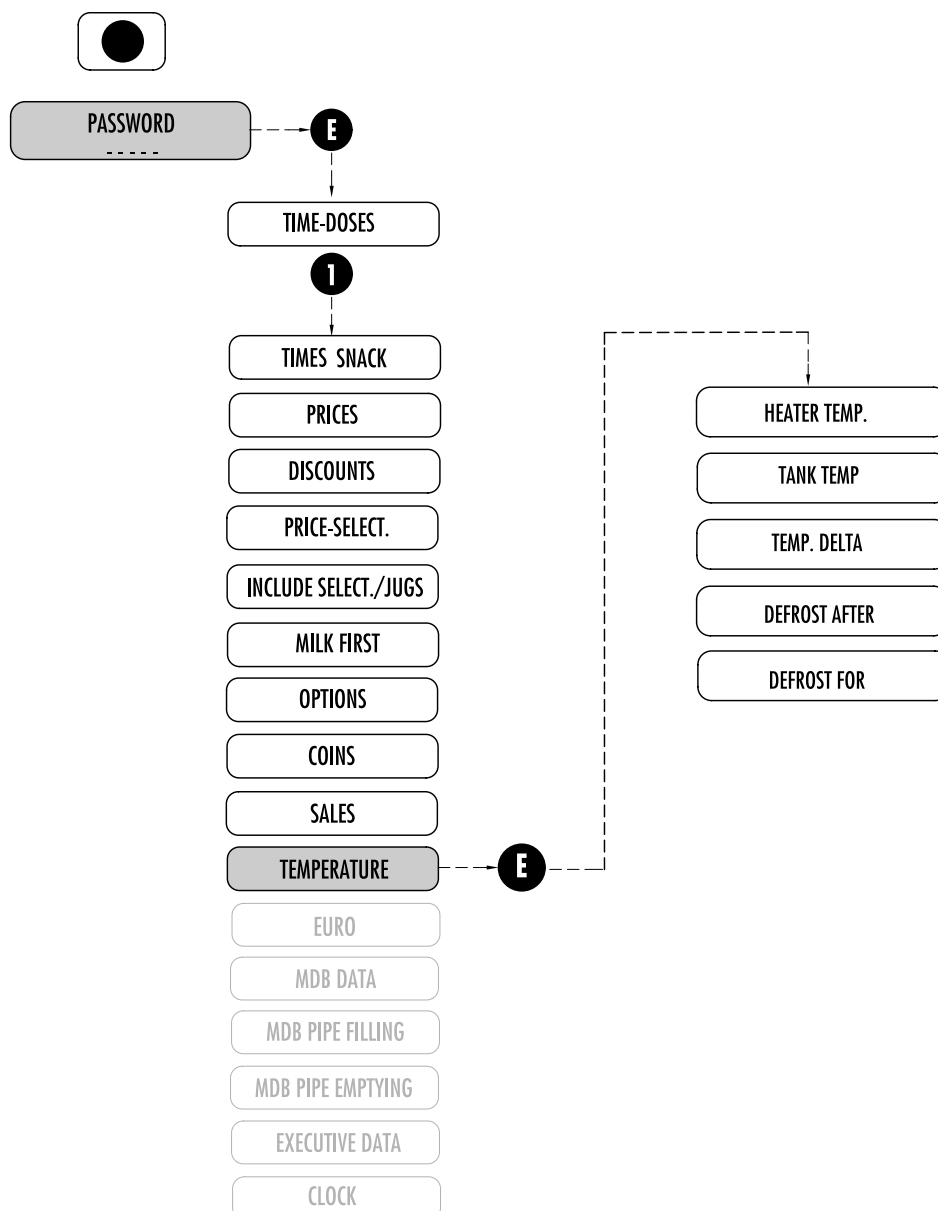 PASSWORD
- - - - -
E
TIME-DOSES
1
TIMES SNACK
PRICES
DISCOUNTS
PRICE-SELECT.
INCLUDE SELECT./JUGS
MILK FIRST
OPTIONS
COINS
SALES
TEMPERATURE
E
EURO
MDB DATA
MDB PIPE FILLING
MDB PIPE EMPTYING
EXECUTIVE DATA
CLOCK
HEATER TEMP.
TANK TEMP
TEMP. DELTA
DEFROST AFTER
DEFROST FOR